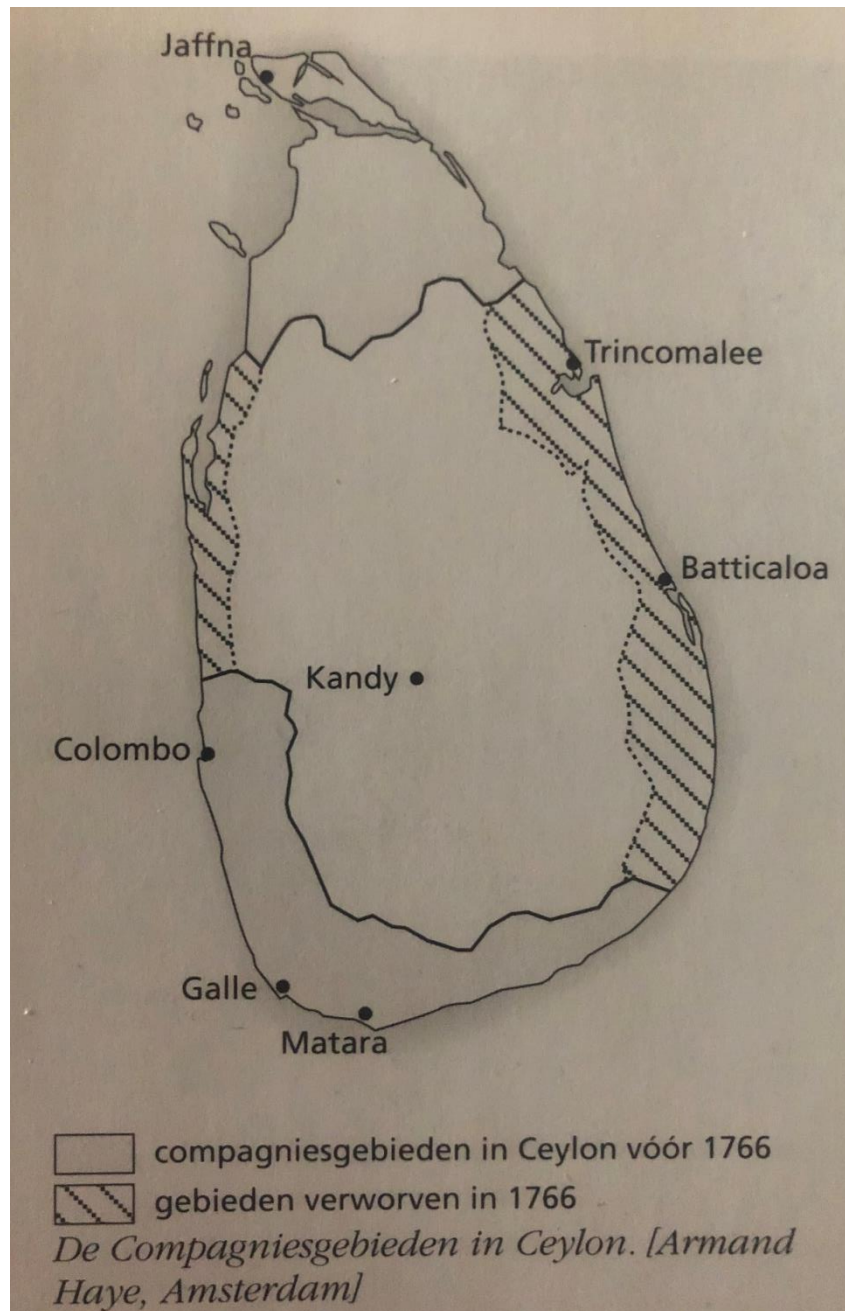 Jaffna
Trincomalee
Batticaloa
Kandy
Colombo
Galle
Matara
compagniesgebieden in Ceylon vóór 1766
gebieden verworven in 1766
De Compagniesgebieden in Ceylon. [Armand
Haye, Amsterdam]